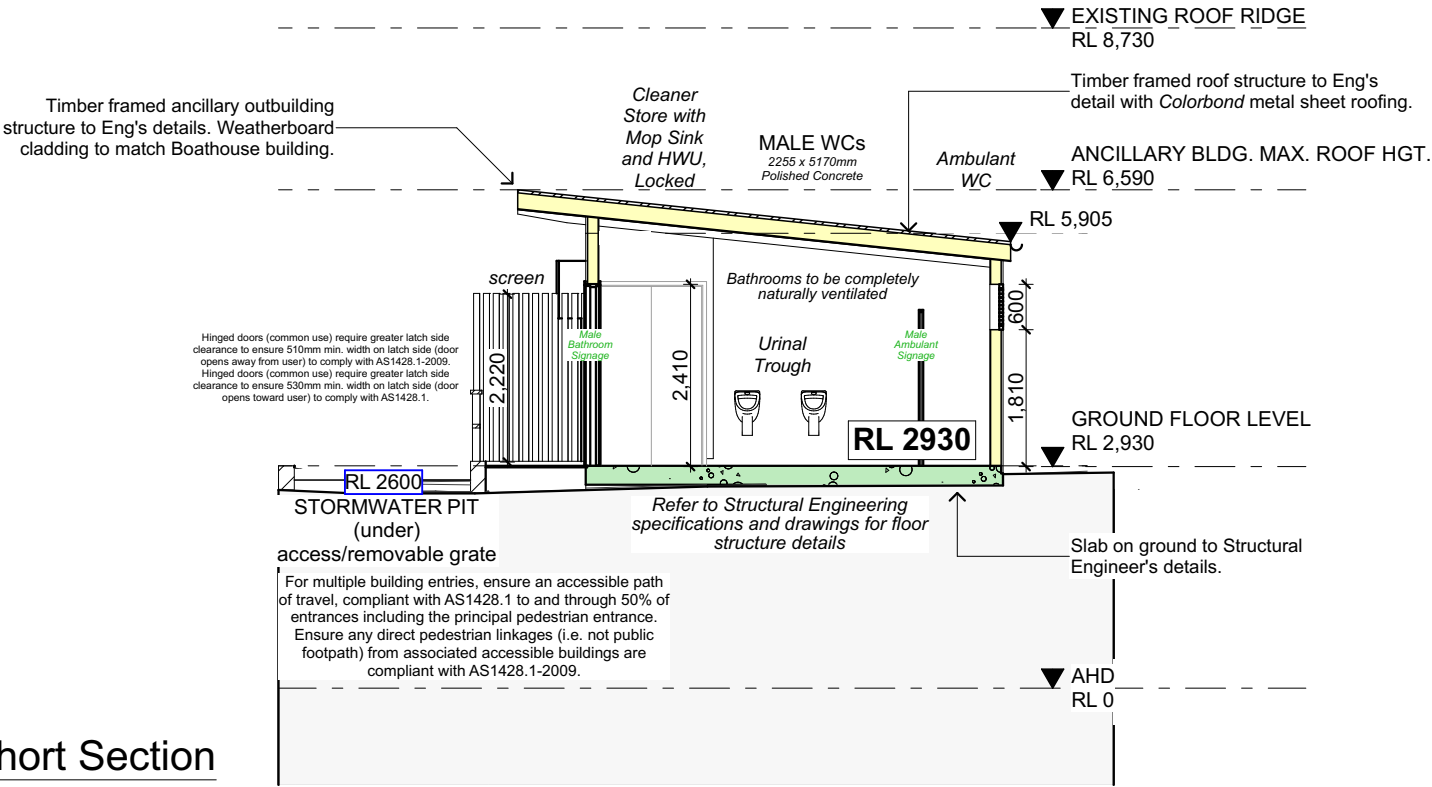 EXISTING ROOF RIDGE
RL 8,730
Timber framed ancillary outbuilding
structure to Eng's details. Weatherboard
cladding to match Boathouse building.
Cleaner
Store with
Mop Sink
and HWU,
Locked
MALE WCs
2255 x 5170mm
Polished Concrete
Ambulant
WC
Timber framed roof structure to Eng's
detail with Colorbond metal sheet roofing.
ANCILLARY BLDG. MAX. ROOF HGT.
RL 6,590
RL 5,905
screen
Bathrooms to be completely
naturally ventilated
600
Hinged doors (common use) require greater latch side
clearance to ensure 510mm min. width on latch side (door
opens away from user) to comply with AS1428.1-2009.
Hinged doors (common use) require greater latch side
clearance to ensure 530mm min. width on latch side (door
opens toward user) to comply with AS1428.1.
2,220
Male
Bathroom
Signage
2,410
Urinal
Trough
Male
Ambulant
Signage
1,810
RL 2930
GROUND FLOOR LEVEL
RL 2,930
RL 2600
STORMWATER PIT
(under)
access/removable grate
Refer to Structural Engineering
specifications and drawings for floor
structure details
Slab on ground to Structural
Engineer's details.
For multiple building entries, ensure an accessible path
of travel, compliant with AS1428.1 to and through 50% of
entrances including the principal pedestrian entrance.
Ensure any direct pedestrian linkages (i.e. not public
footpath) from associated accessible buildings are
compliant with AS1428.1-2009.
AHD
RL 0
hort Section